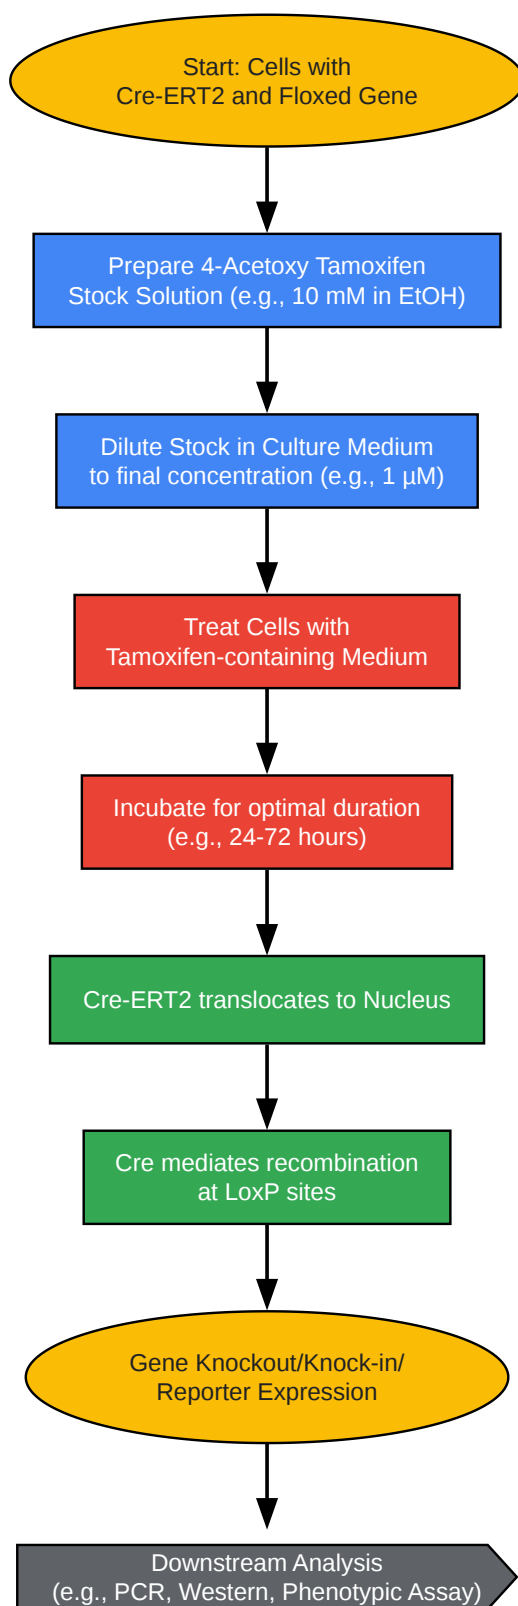 Start: Cells with
Cre-ERT2 and Floxed Gene
Prepare 4-Acetoxy Tamoxifen
Stock Solution (e.g., 10 mM in EtOH)
Dilute Stock in Culture Medium
to final concentration (e.g., 1 µM)
Treat Cells with
Tamoxifen-containing Medium
Incubate for optimal duration
(e.g., 24-72 hours)
Cre-ERT2 translocates to Nucleus
Cre mediates recombination
at LoxP sites
Gene Knockout/Knock-in/
Reporter Expression
Downstream Analysis
(e.g., PCR, Western, Phenotypic Assay)